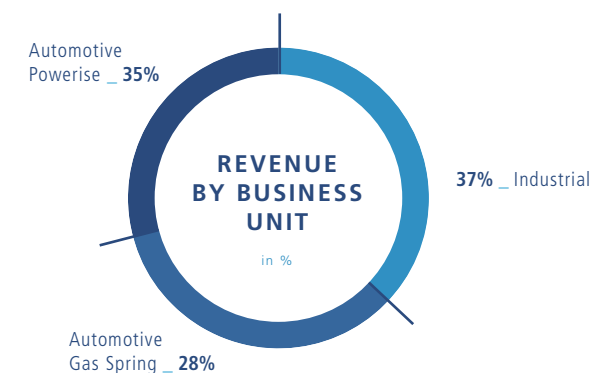 Automotive
Powerise _ 35%
REVENUE
BY BUSINESS
UNIT
in %
37% _ Industrial
Automotive
Gas Spring _ 28%